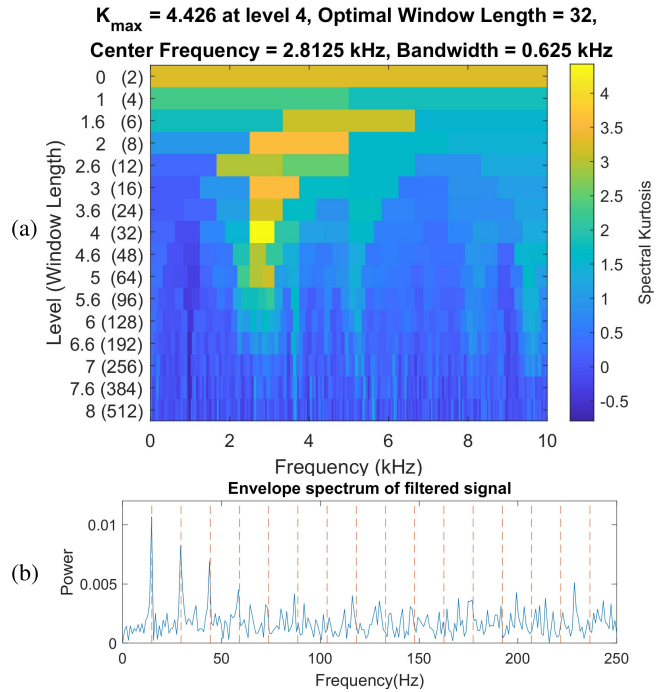 K_max = 4.426 at level 4, Optimal Window Length = 32,
Center Frequency = 2.8125 kHz, Bandwidth = 0.625 kHz
(a)
Level (Window Length)
0 (2)
1 (4)
1.6 (6)
2 (8)
2.6 (12)
3 (16)
3.6 (24)
4 (32)
4.6 (48)
5 (64)
5.6 (96)
6 (128)
6.6 (192)
7 (256)
7.6 (384)
8 (512)
0 2 4 6 8 10
Frequency (kHz)
4
3.5
3
2.5
2
1.5
1
0.5
0
-0.5
Spectral Kurtosis
Envelope spectrum of filtered signal
(b)
Power
0.01
0.005
0
0 50 100 150 200 250
Frequency(Hz)